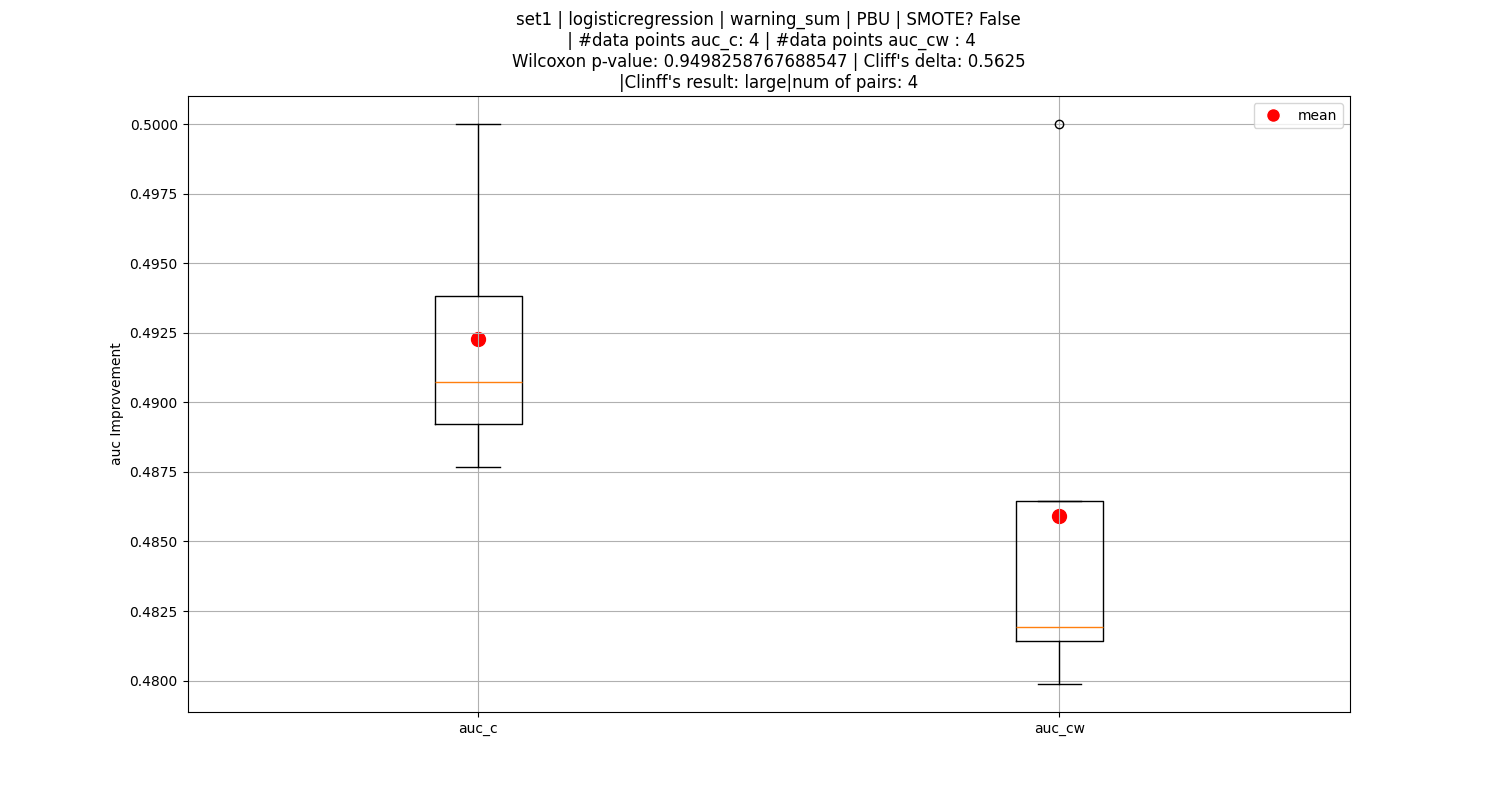 set1 | logisticregression | warning_sum | PBU | SMOTE? False
| #data points auc_c: 4 | #data points auc_cw : 4
Wilcoxon p-value: 0.9498258767688547 | Cliff's delta: 0.5625
|Clinff's result: large|num of pairs: 4
mean
auc Improvement
0.5000
0.4975
0.4950
0.4925
0.4900
0.4875
0.4850
0.4825
0.4800
auc_c
auc_cw